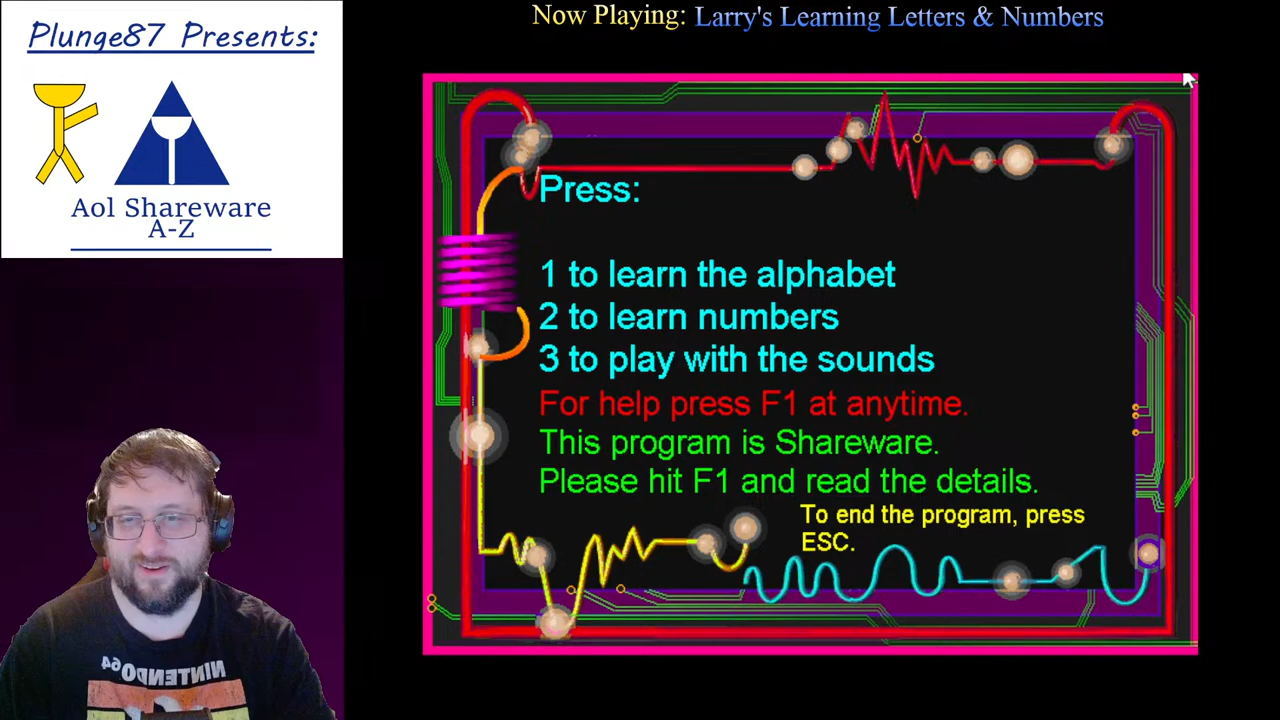 Plunge87 Presents:
Aol Shareware
A-Z
Now Playing: Larry's Learning Letters & Numbers
Press:
1 to learn the alphabet
2 to learn numbers
3 to play with the sounds
For help press F1 at anytime.
This program is Shareware.
Please hit F1 and read the details.
To end the program, press
ESC.
NINTENDO64